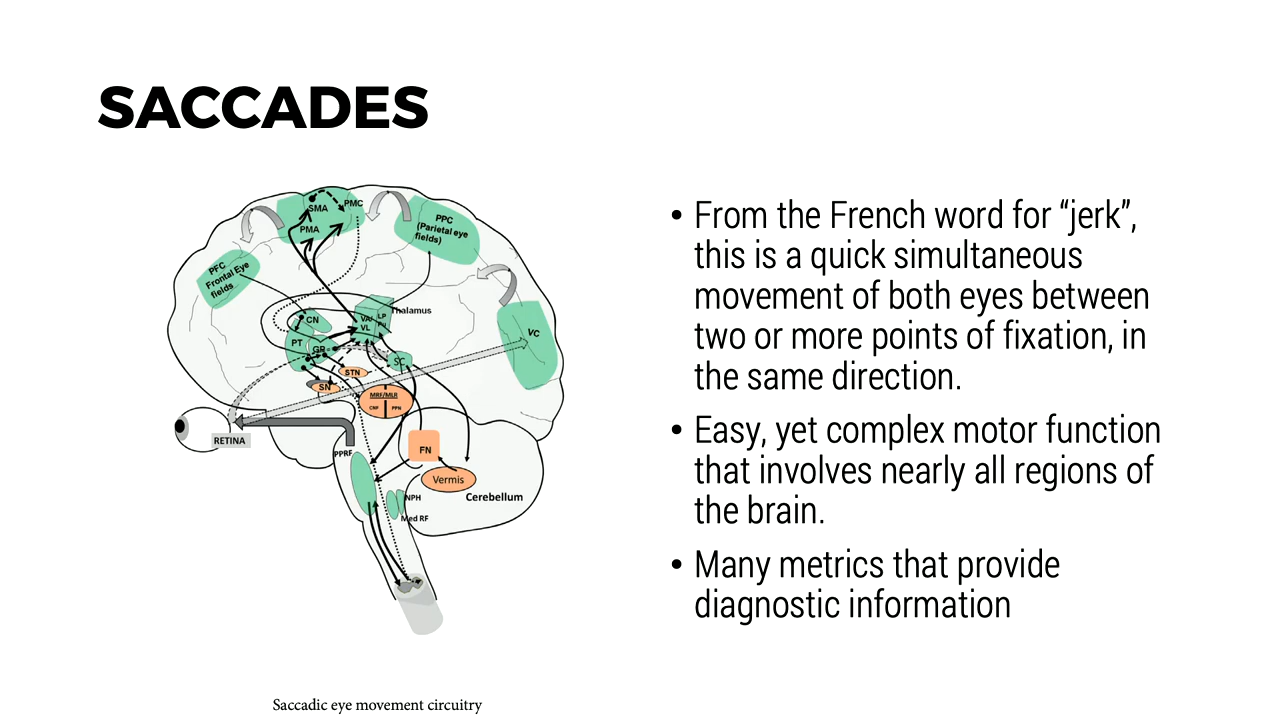 SACCADES
SMA
PMC
PMA
PPC
(Parietal eye
fields)
PFC
Frontal Eye
fields
CN
VA/
VL
LP
Thalamus
PT
GP
SC
VC
STN
SN
MRF/MLR
CNF
PPN
RETINA
PPRF
FN
Vermis
Cerebellum
NPH
Med RF
Saccadic eye movement circuitry
• From the French word for “jerk”,
this is a quick simultaneous
movement of both eyes between
two or more points of fixation, in
the same direction.
• Easy, yet complex motor function
that involves nearly all regions of
the brain.
• Many metrics that provide
diagnostic information